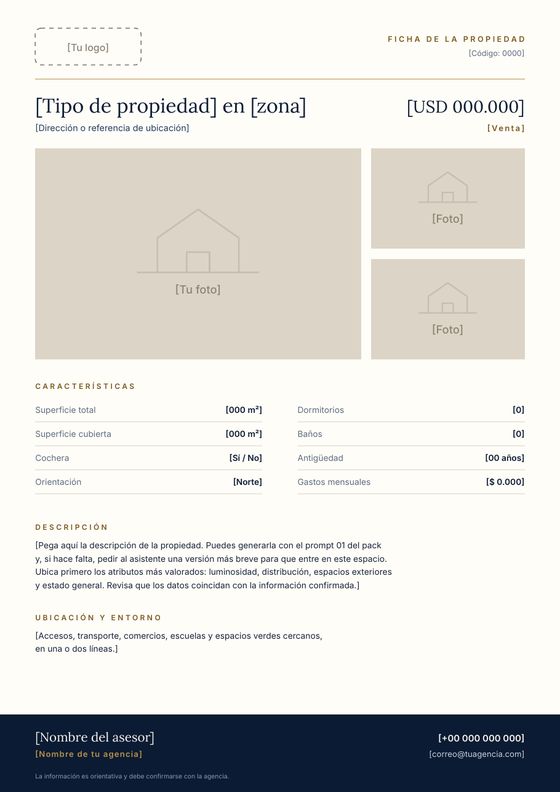 [Tu logo]
FICHA DE LA PROPIEDAD
[Código: 0000]
[Tipo de propiedad] en [zona]
[USD 000.000]
[Dirección o referencia de ubicación]
[Venta]
[Tu foto]
[Foto]
[Foto]
CARACTERÍSTICAS
Superficie total [000 m²]
Dormitorios [0]
Superficie cubierta [000 m²]
Baños [0]
Cochera [Sí / No]
Antigüedad [00 años]
Orientación [Norte]
Gastos mensuales [$ 0.000]
DESCRIPCIÓN
[Pega aquí la descripción de la propiedad. Puedes generarla con el prompt 01 del pack
y, si hace falta, pedir al asistente una versión más breve para que entre en este espacio.
Ubica primero los atributos más valorados: luminosidad, distribución, espacios exteriores
y estado general. Revisa que los datos coincidan con la información confirmada.]
UBICACIÓN Y ENTORNO
[Accesos, transporte, comercios, escuelas y espacios verdes cercanos,
en una o dos líneas.]
[Nombre del asesor]
[+00 000 000 000]
[Nombre de tu agencia]
[correo@tuagencia.com]
La información es orientativa y debe confirmarse con la agencia.